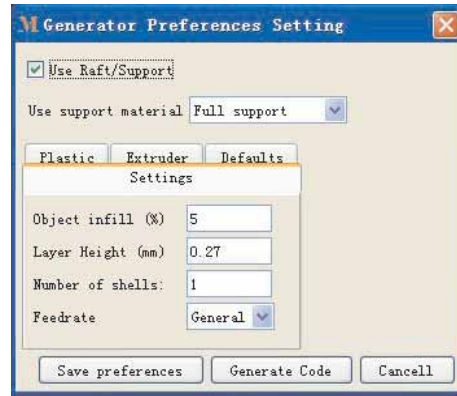 Generator Preferences Setting
Use Raft/Support
Use support material Full support
Plastic Extruder Defaults
Settings
Object infill (%) 5
Layer Height (mm) 0.27
Number of shells: 1
Feedrate General
Save preferences Generate Code Cancell